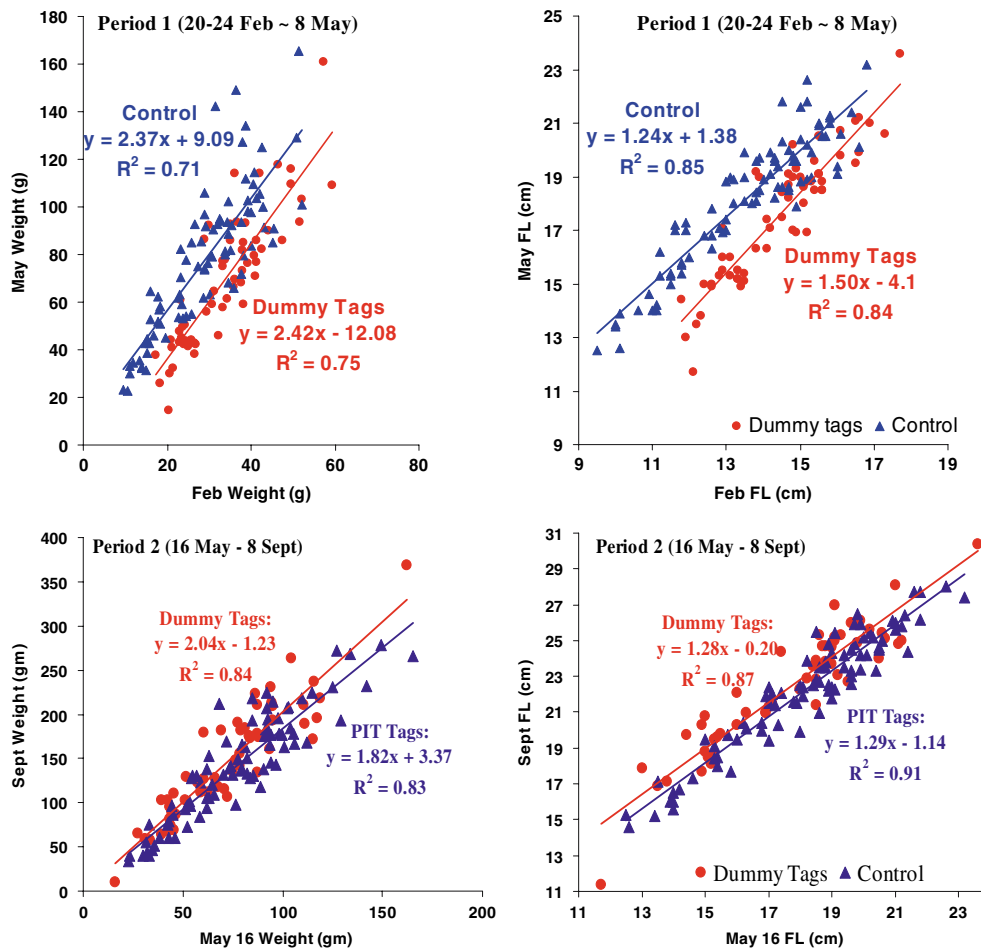 Period 1 (20-24 Feb ~ 8 May)
180
160
140
120
100
80
60
40
20
0
May Weight (g)
Control
y = 2.37x + 9.09
R² = 0.71
Dummy Tags
y = 2.42x - 12.08
R² = 0.75
0 20 40 60 80
Feb Weight (g)
Period 1 (20-24 Feb ~ 8 May)
23
21
19
17
15
13
11
9
May FL (cm)
Control
y = 1.24x + 1.38
R² = 0.85
Dummy Tags
y = 1.50x - 4.1
R² = 0.84
Dummy tags Control
9 11 13 15 17 19
Feb FL (cm)
Period 2 (16 May - 8 Sept)
400
350
300
250
200
150
100
50
0
Sept Weight (gm)
Dummy Tags:
y = 2.04x - 1.23
R² = 0.84
PIT Tags:
y = 1.82x + 3.37
R² = 0.83
0 50 100 150 200
May 16 Weight (gm)
Period 2 (16 May - 8 Sept)
31
29
27
25
23
21
19
17
15
13
11
Sept FL (cm)
Dummy Tags:
y = 1.28x - 0.20
R² = 0.87
PIT Tags:
y = 1.29x - 1.14
R² = 0.91
Dummy Tags Control
11 13 15 17 19 21 23
May 16 FL (cm)